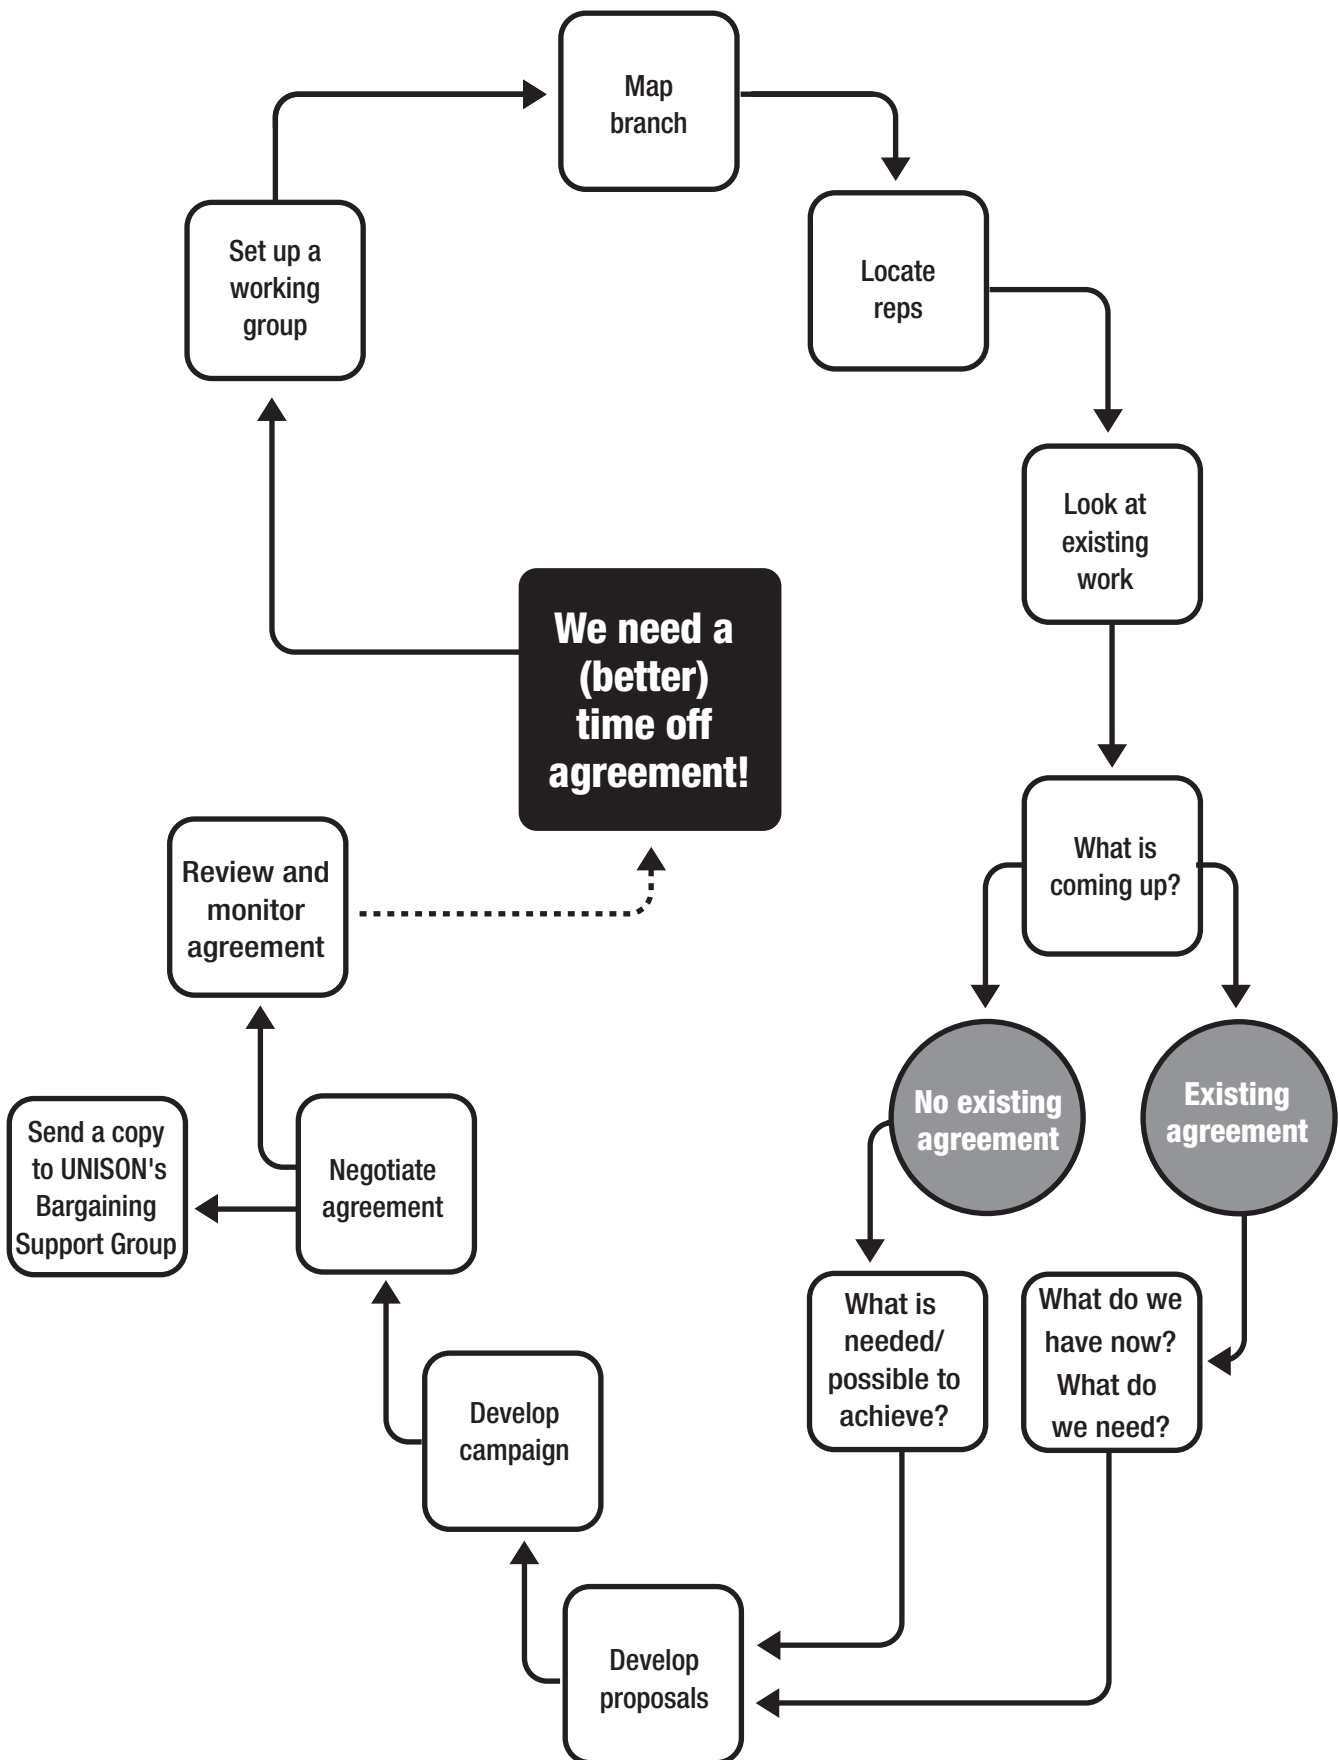 Map
branch
Set up a
working
group
Locate
reps
Look at
existing
work
We need a
(better)
time off
agreement!
What is
coming up?
Review and
monitor
agreement
No existing
agreement
Existing
agreement
Send a copy
to UNISON's
Bargaining
Support Group
Negotiate
agreement
What is
needed/
possible to
achieve?
What do we
have now?
What do
we need?
Develop
campaign
Develop
proposals